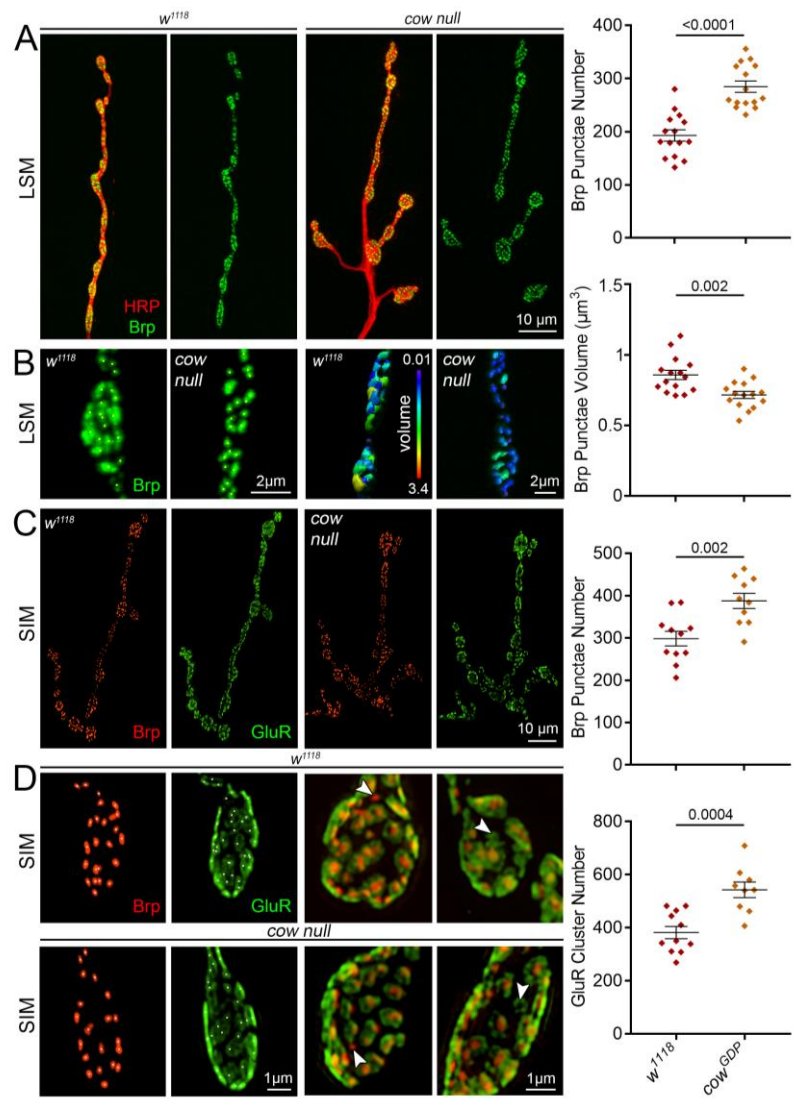 w1118
cow null
A
LSM
HRP
Brp
10 µm
<0.0001
400
300
200
100
0
Brp Punctae Number
B
LSM
w1118
cow
null
Brp
2µm
w1118
0.01
volume
3.4
cow
null
2µm
0.002
1.5
1
0.5
0
Brp Punctae Volume (µm3)
C
SIM
w1118
Brp
GluR
cow
null
10 µm
0.002
500
400
300
200
100
0
Brp Punctae Number
D
w1118
SIM
Brp
GluR
cow null
SIM
1µm
1µm
0.0004
800
600
400
200
0
GluR Cluster Number
w1118
cowGDP